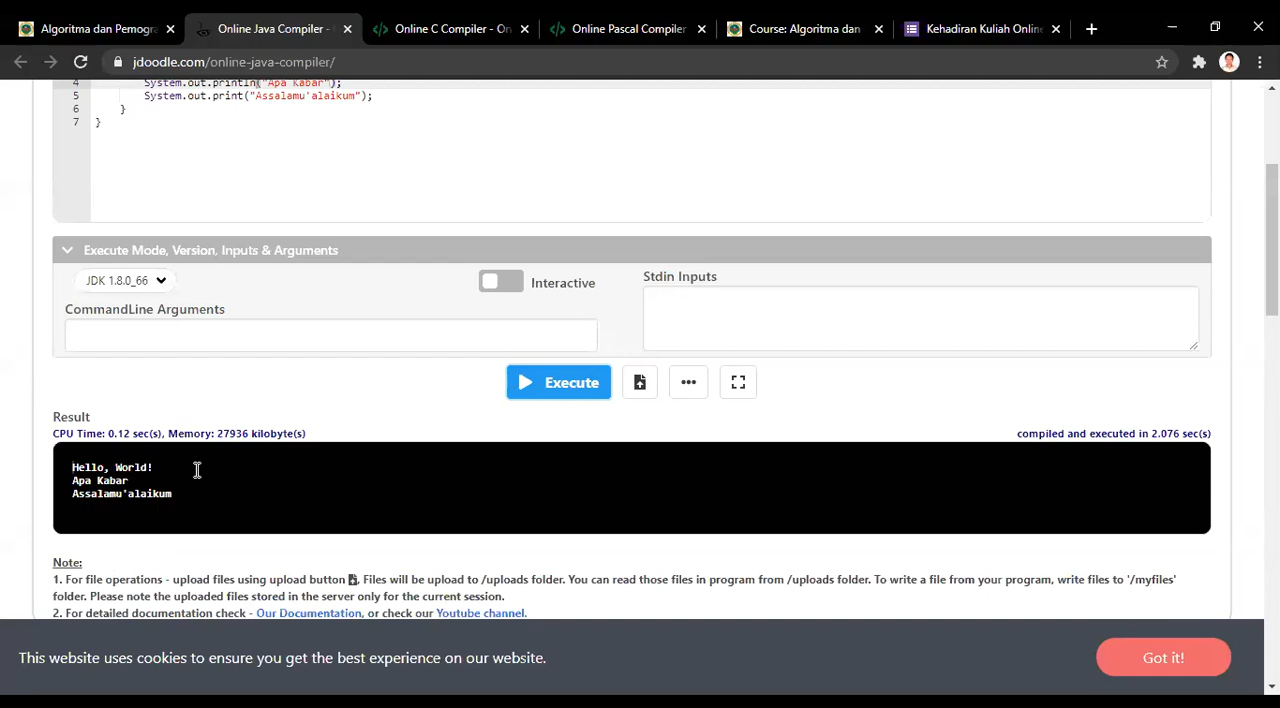 Algoritma dan Pemogra
Online Java Compiler -
Online C Compiler - On
Online Pascal Compiler
Course: Algoritma dan
Kehadiran Kuliah Online
jdoodle.com/online-java-compiler/
4 System.out.println("Apa Kabar");
5 System.out.print("Assalamu'alaikum");
6 }
7 }
Execute Mode, Version, Inputs & Arguments
JDK 1.8.0_66
Interactive
Stdin Inputs
CommandLine Arguments
Execute
Result
CPU Time: 0.12 sec(s), Memory: 27936 kilobyte(s)
compiled and executed in 2.076 sec(s)
Hello, World!
Apa Kabar
Assalamu'alaikum
Note:
1. For file operations - upload files using upload button , Files will be upload to /uploads folder. You can read those files in program from /uploads folder. To write a file from your program, write files to '/myfiles'
folder. Please note the uploaded files stored in the server only for the current session.
2. For detailed documentation check - Our Documentation, or check our Youtube channel.
This website uses cookies to ensure you get the best experience on our website.
Got it!